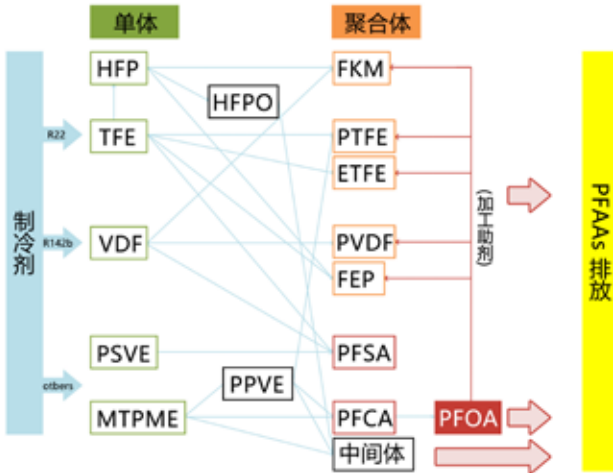 单体
聚合体
HFP
FKM
HFPO
R22
TFE
PTFE
ETFE
制冷剂
R142b
VDF
PVDF
FEP
(加工助剂)
PFAAs 排放
PSVE
PFSA
others
PPVE
MTPME
PFCA
PFOA
中间体